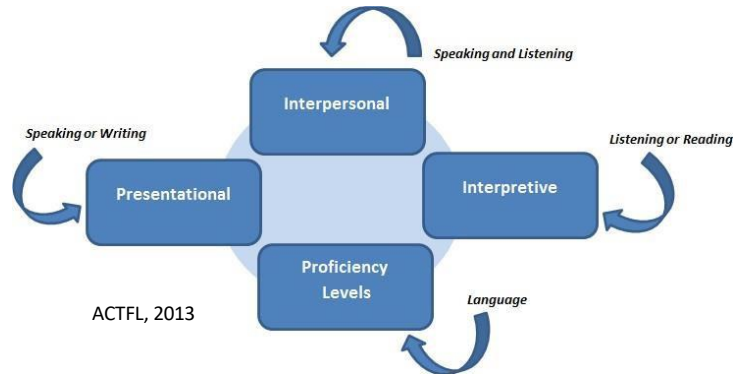 Speaking and Listening
Interpersonal
Speaking or Writing
Listening or Reading
Presentational
Interpretive
Proficiency
Levels
Language
ACTFL, 2013